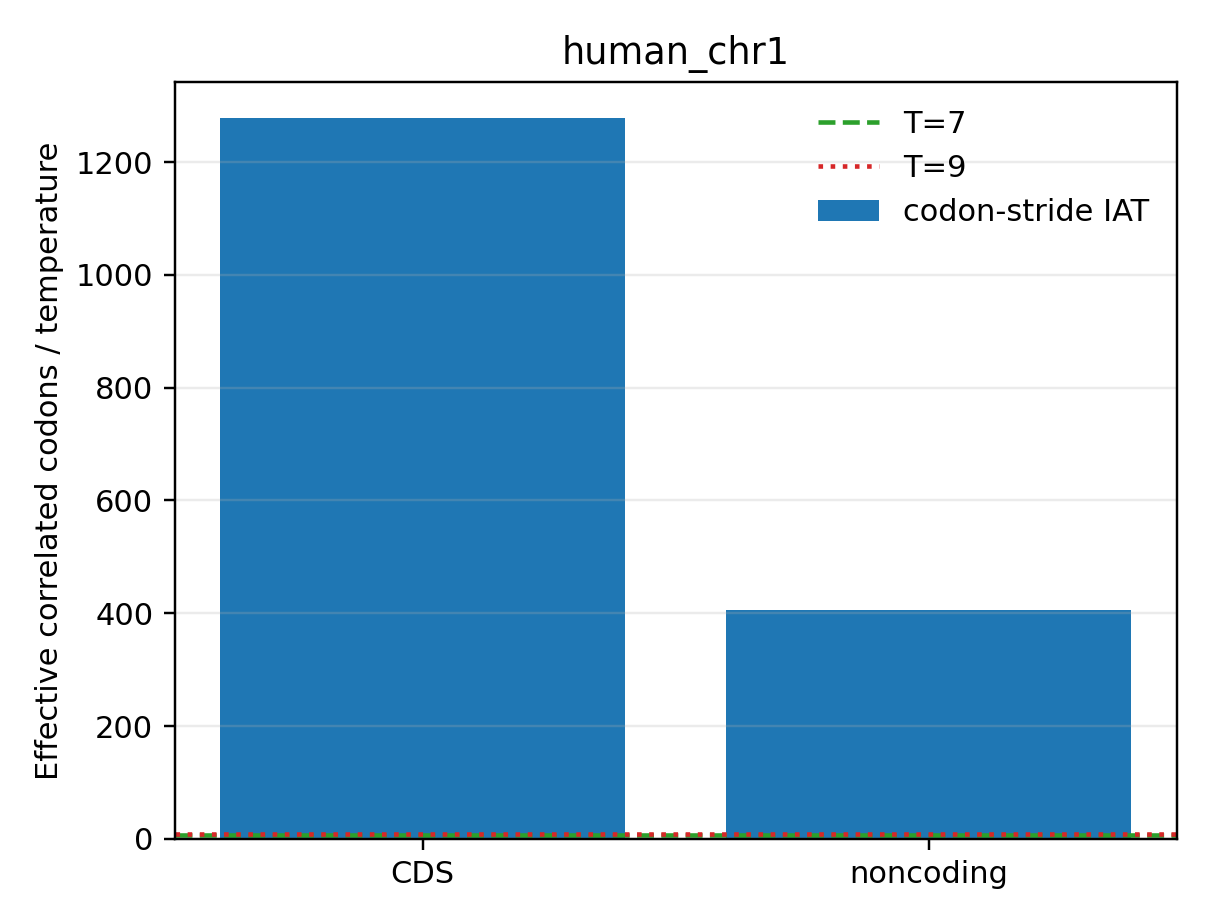 human_chr1
Effective correlated codons / temperature
1200
1000
800
600
400
200
0
T=7
T=9
codon-stride IAT
CDS
noncoding